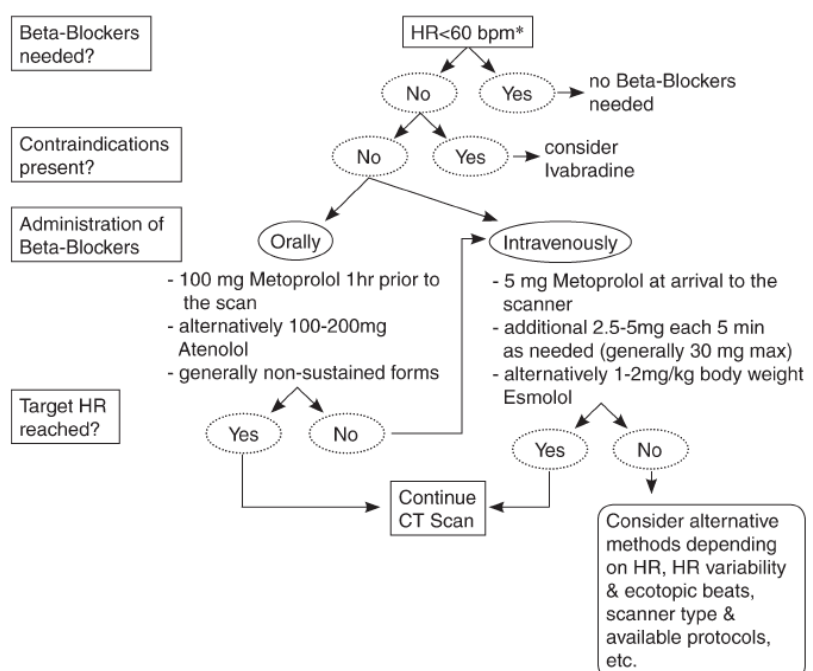 Beta-Blockers
needed?
HR<60 bpm*
No
Yes
no Beta-Blockers
needed
Contraindications
present?
No
Yes
consider
Ivabradine
Administration of
Beta-Blockers
Orally
Intravenously
- 100 mg Metoprolol 1hr prior to
the scan
- alternatively 100-200mg
Atenolol
- generally non-sustained forms
- 5 mg Metoprolol at arrival to the
scanner
- additional 2.5-5mg each 5 min
as needed (generally 30 mg max)
- alternatively 1-2mg/kg body weight
Esmolol
Target HR
reached?
Yes
No
Yes
No
Continue
CT Scan
Consider alternative
methods depending
on HR, HR variability
& ecotopic beats,
scanner type &
available protocols,
etc.